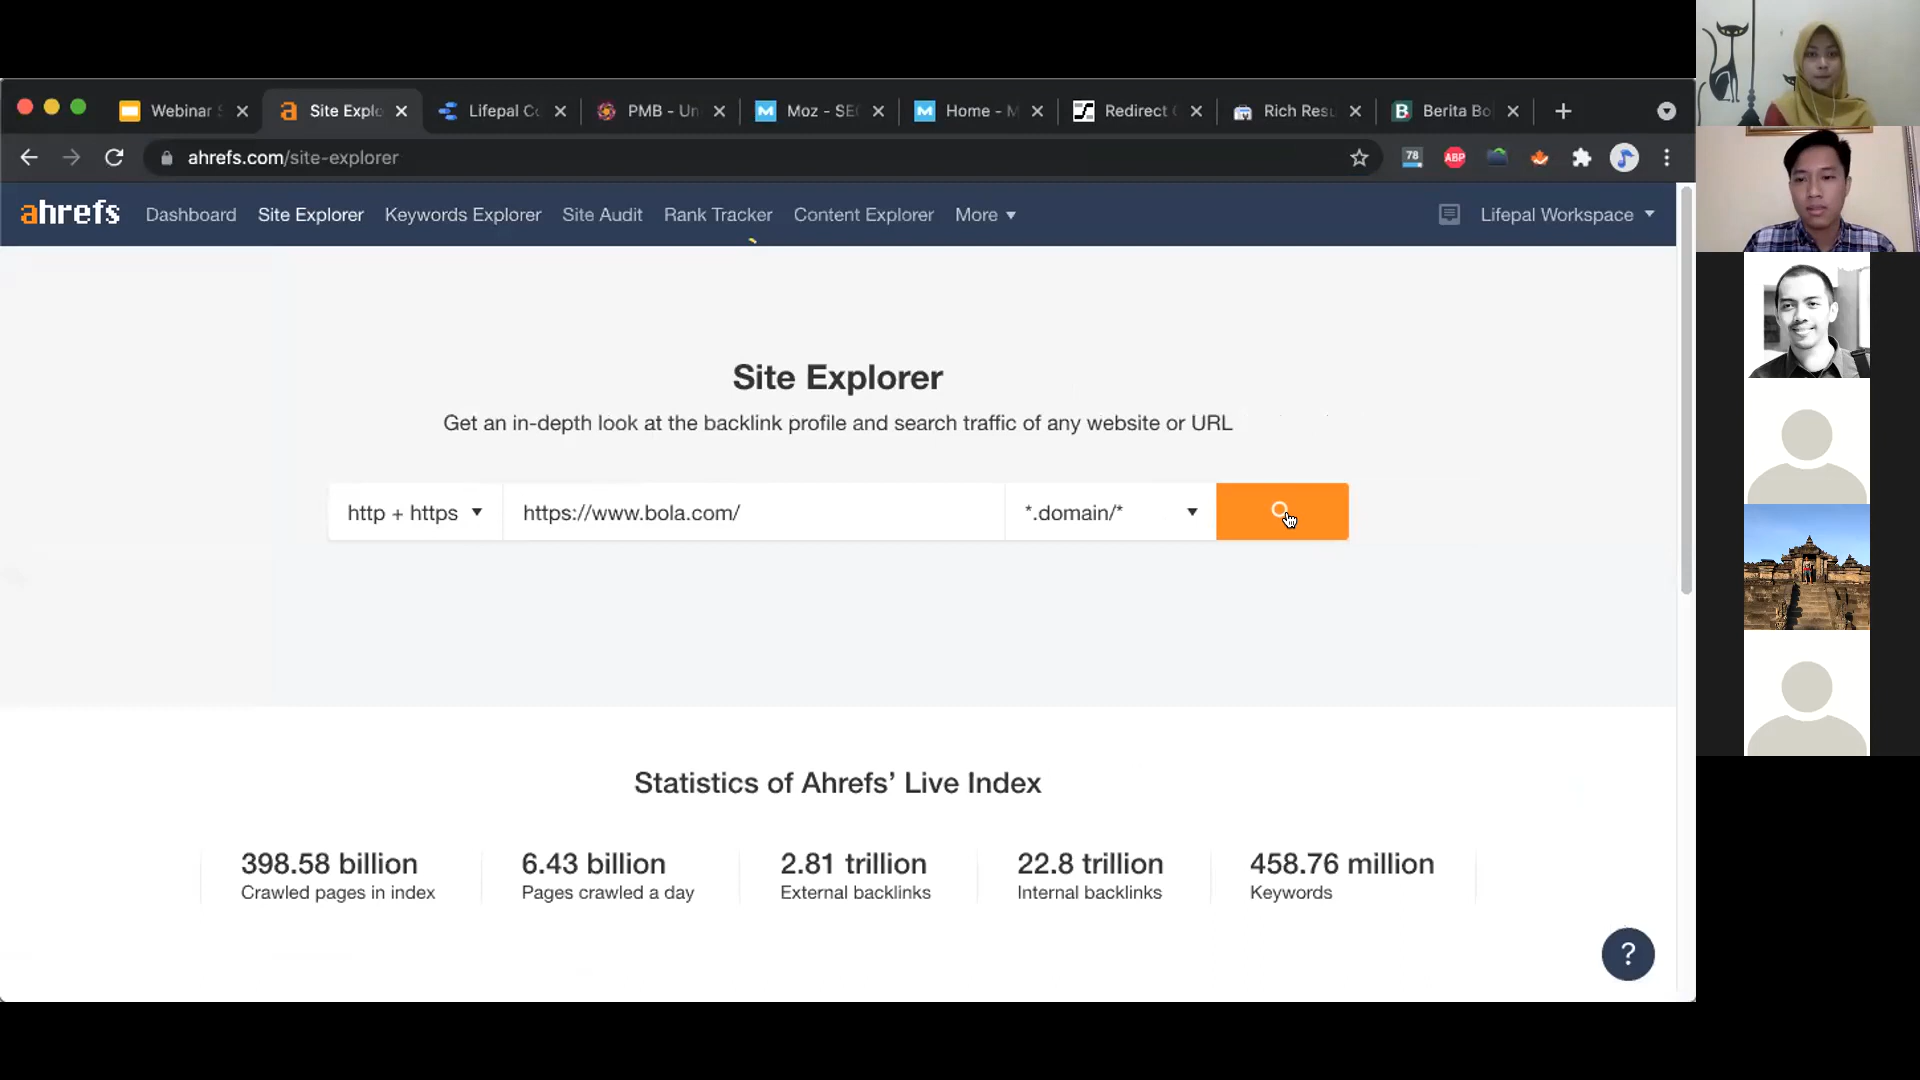 Webinar S
Site Explo
Lifepal Co
PMB - Un
Moz - SE
Home - M
Redirect
Rich Resu
Berita Bo
ahrefs.com/site-explorer
78
ABP
ahrefs
Dashboard
Site Explorer
Keywords Explorer
Site Audit
Rank Tracker
Content Explorer
More
Lifepal Workspace
Site Explorer
Get an in-depth look at the backlink profile and search traffic of any website or URL
http + https
https://www.bola.com/
*.domain/*
Statistics of Ahrefs’ Live Index
398.58 billion
Crawled pages in index
6.43 billion
Pages crawled a day
2.81 trillion
External backlinks
22.8 trillion
Internal backlinks
458.76 million
Keywords
?